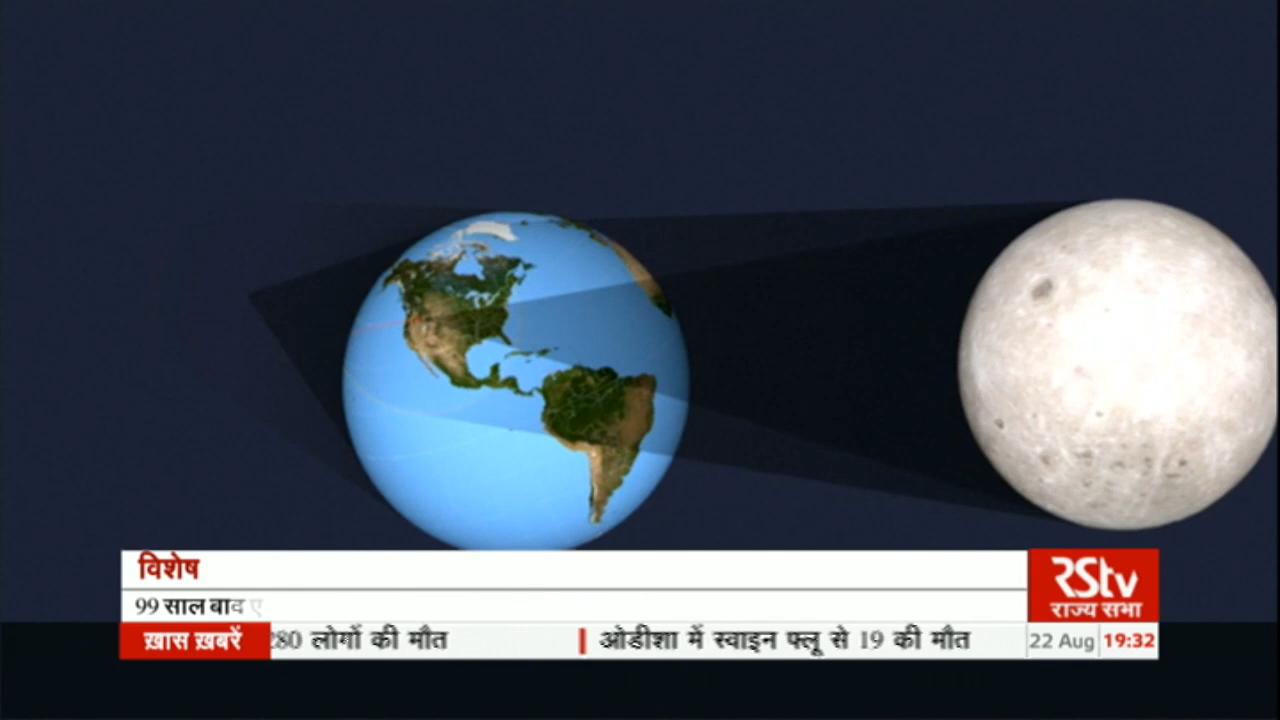 विशेष
99 साल बाद ए
RSTV
राज्य सभा
ख़ास ख़बरें
280 लोगों की मौत
ओडीशा में स्वाइन फ्लू से 19 की मौत
22 Aug 19:32